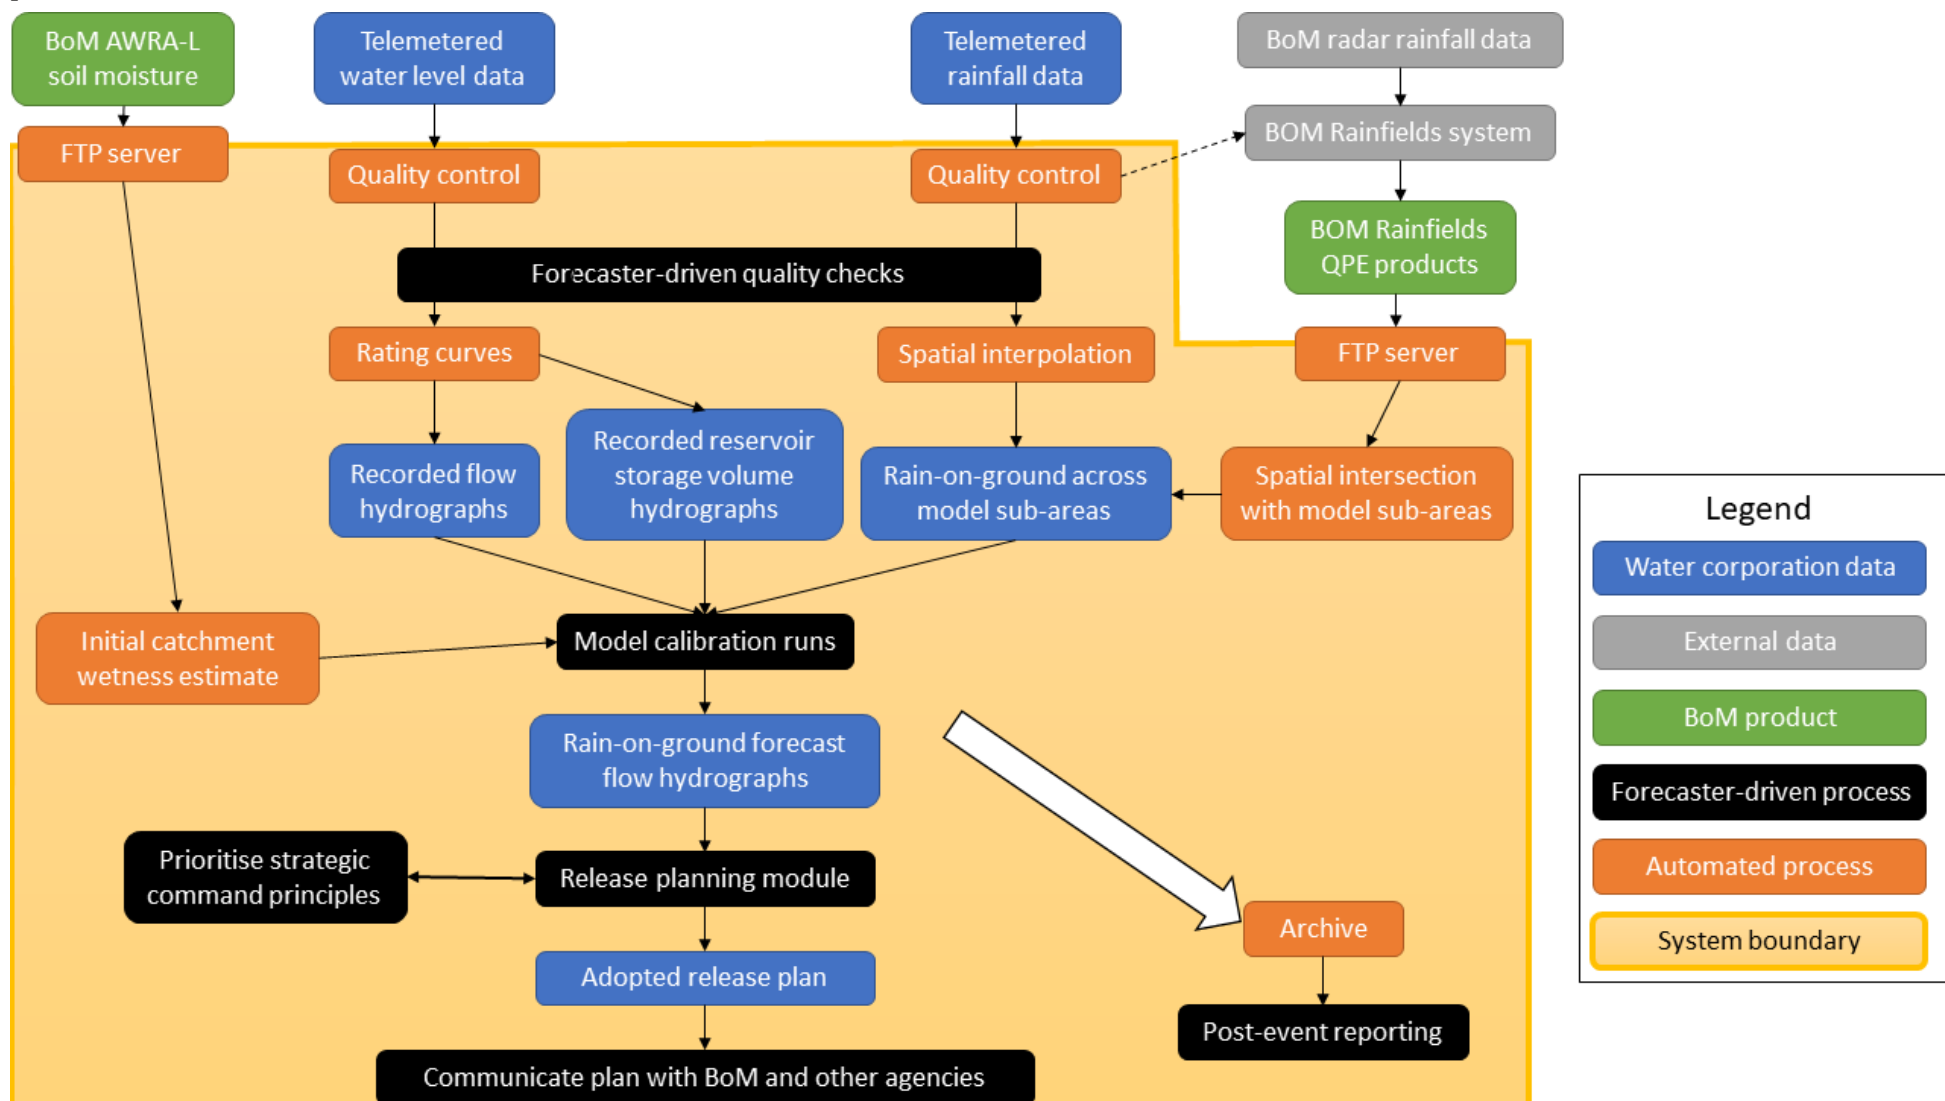 BoM AWRA-L
soil moisture
Telemetered
water level data
Telemetered
rainfall data
BoM radar rainfall data
BOM Rainfields system
FTP server
Quality control
Quality control
BOM Rainfields
QPE products
Forecaster-driven quality checks
Rating curves
Spatial interpolation
FTP server
Recorded flow
hydrographs
Recorded reservoir
storage volume
hydrographs
Rain-on-ground across
model sub-areas
Spatial intersection
with model sub-areas
Initial catchment
wetness estimate
Model calibration runs
Rain-on-ground forecast
flow hydrographs
Prioritise strategic
command principles
Release planning module
Archive
Adopted release plan
Post-event reporting
Communicate plan with BoM and other agencies
Legend
Water corporation data
External data
BoM product
Forecaster-driven process
Automated process
System boundary